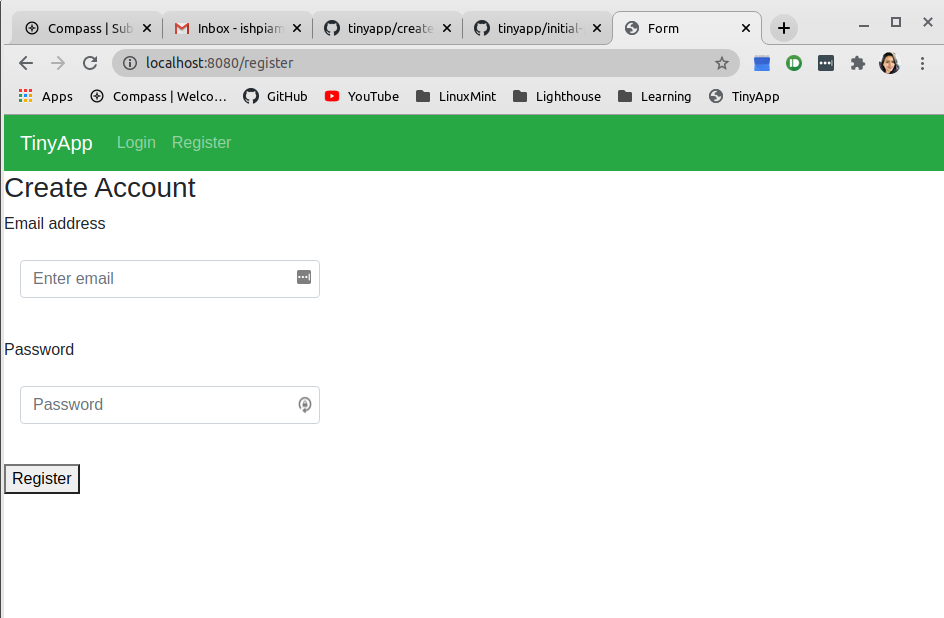 Compass | Sub
Inbox - ishpiam
tinyapp/create
tinyapp/initial-
Form
localhost:8080/register
Apps
Compass | Welco...
GitHub
YouTube
LinuxMint
Lighthouse
Learning
TinyApp
TinyApp Login Register
Create Account
Email address
Enter email
Password
Password
Register